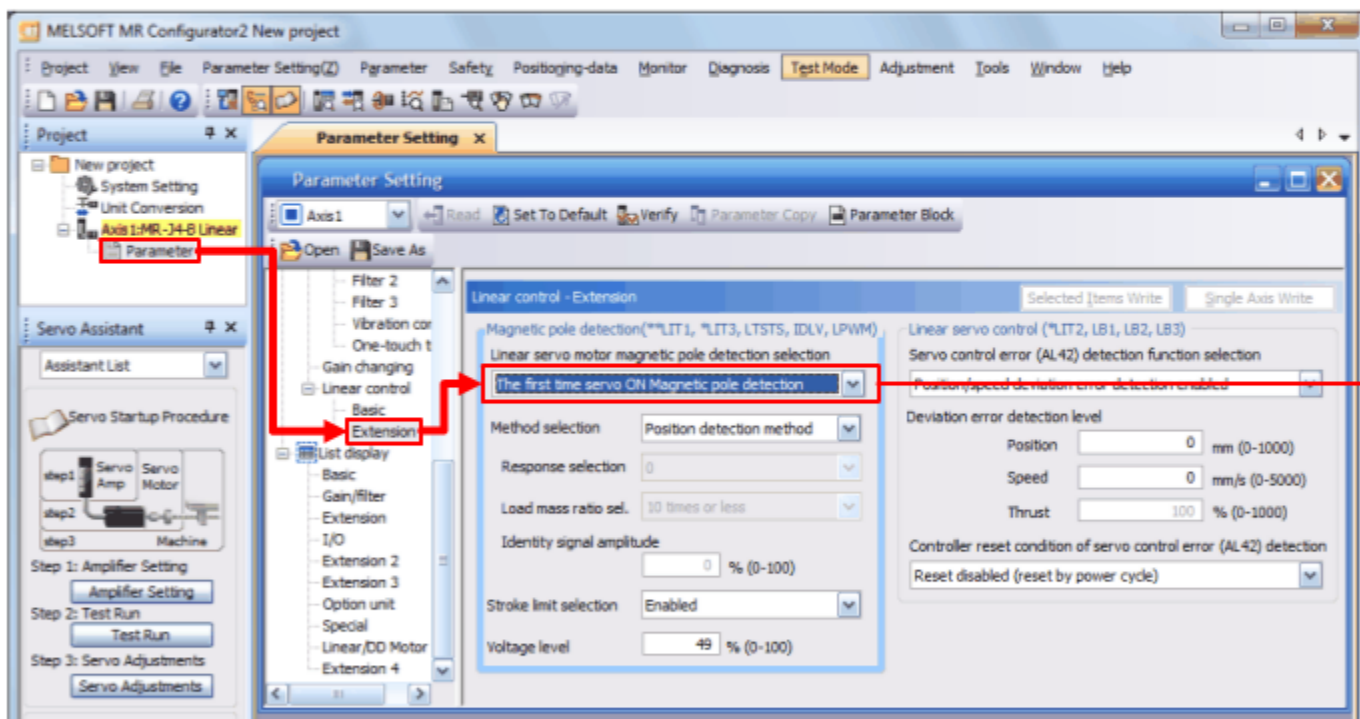 MELSOFT MR Configurator2 New project
Project View File Parameter Setting(Z) Parameter Safety Positioning-data Monitor Diagnosis Test Mode Adjustment Tools Window Help
Project
New project
System Setting
Unit Conversion
Axis1:MR-J4-B Linear
Parameter
Servo Assistant
Assistant List
Servo Startup Procedure
step1
Servo Amp
Servo Motor
step2
step3
Machine
Step 1: Amplifier Setting
Amplifier Setting
Step 2: Test Run
Test Run
Step 3: Servo Adjustments
Servo Adjustments
Parameter Setting
Parameter Setting
Axis1 Read Set To Default Verify Parameter Copy Parameter Block
Open Save As
Filter 2
Filter 3
Vibration con
One-touch t
Gain changing
Linear control
Basic
Extension
List display
Basic
Gain/filter
Extension
I/O
Extension 2
Extension 3
Option unit
Special
Linear/DD Motor
Extension 4
Linear control - Extension
Selected Items Write Single Axis Write
Magnetic pole detection(**LIT1, *LIT3, LTSTS, IDLV, LPWM)
Linear servo motor magnetic pole detection selection
The first time servo ON Magnetic pole detection
Method selection Position detection method
Response selection 0
Load mass ratio sel. 10 times or less
Identity signal amplitude
0 % (0-100)
Stroke limit selection Enabled
Voltage level 49 % (0-100)
Linear servo control (*LIT2, LB1, LB2, LB3)
Servo control error (AL42) detection function selection
Position/speed deviation error detection enabled
Deviation error detection level
Position 0 mm (0-1000)
Speed 0 mm/s (0-5000)
Thrust 100 % (0-1000)
Controller reset condition of servo control error (AL42) detection
Reset disabled (reset by power cycle)